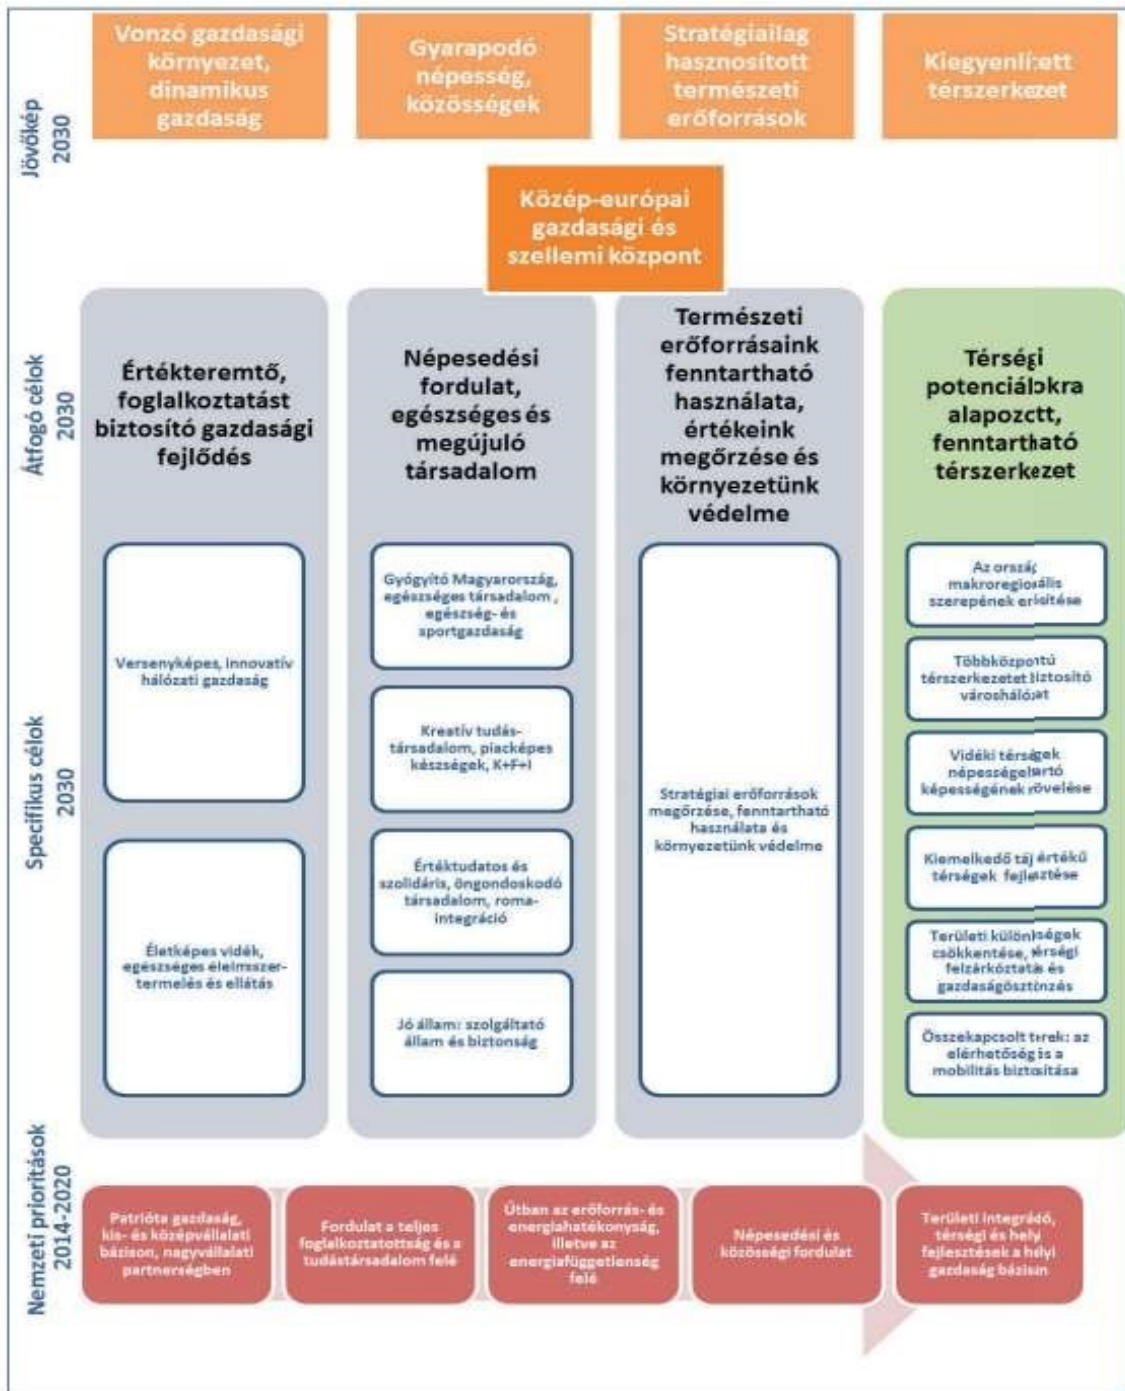 Jövőkép
2030
Vonzó gazdasági
környezet,
dinamikus
gazdaság
Gyarapodó
népesség,
közösségek
Stratégiailag
hasznosított
természeti
erőforrások
Kiegyenlített
térszerkezet
Közép-európai
gazdasági és
szellemi központ
Átfogó célok
2030
Értékteremtő,
foglalkoztatást
biztosító gazdasági
fejlődés
Népesedési
fordulat,
egészséges és
megújuló
társadalom
Természeti
erőforrásaink
fenntartható
használata,
értékeink
megőrzése és
környezetünk
védelme
Térségi
potenciálokra
alapozott,
fenntartható
térszerkezet
Specifikus célok
2030
Versenyképes, innovatív
hálózati gazdaság
Életképes vidék,
egészséges élelmiszer-
termelés és ellátás
Gyógyító Magyarország,
egészséges társadalom ,
egészség- és
sportgazdaság
Kreatív tudás-
társadalom, piacképes
készségek, K+F+I
Értéktudatos és
szolidáris, öngondoskodó
társadalom, roma-
integráció
Jó állam: szolgáltató
állam és biztonság
Stratégiai erőforrások
megőrzése, fenntartható
használata és
környezetünk védelme
Az ország
makroregionális
szerepének erősítése
Többközpontú
térszerkezetet biztosító
városhálózat
Vidéki térségek
népességeltartó
képességének növelése
Kiemelkedő táj értékű
térségek fejlesztése
Területi különbségek
csökkentése, térségi
felzárkóztatás és
gazdaságösztönzés
Összekapcsolt terek: az
elérhetőség és a
mobilitás biztosítása
Nemzeti prioritások
2014-2020
Patrióta gazdaság,
kis- és középvállalati
bázison, nagyvállalati
partnerségben
Fordulat a teljes
foglalkoztatottság és a
tudástársadalom felé
Útban az erőforrás- és
energiahatékonyság,
illetve az
energiafüggetlenség
felé
Népesedési és
közösségi fordulat
Területi integrádó,
térségi és hely
fejlesztések a helyi
gazdaság bázisán